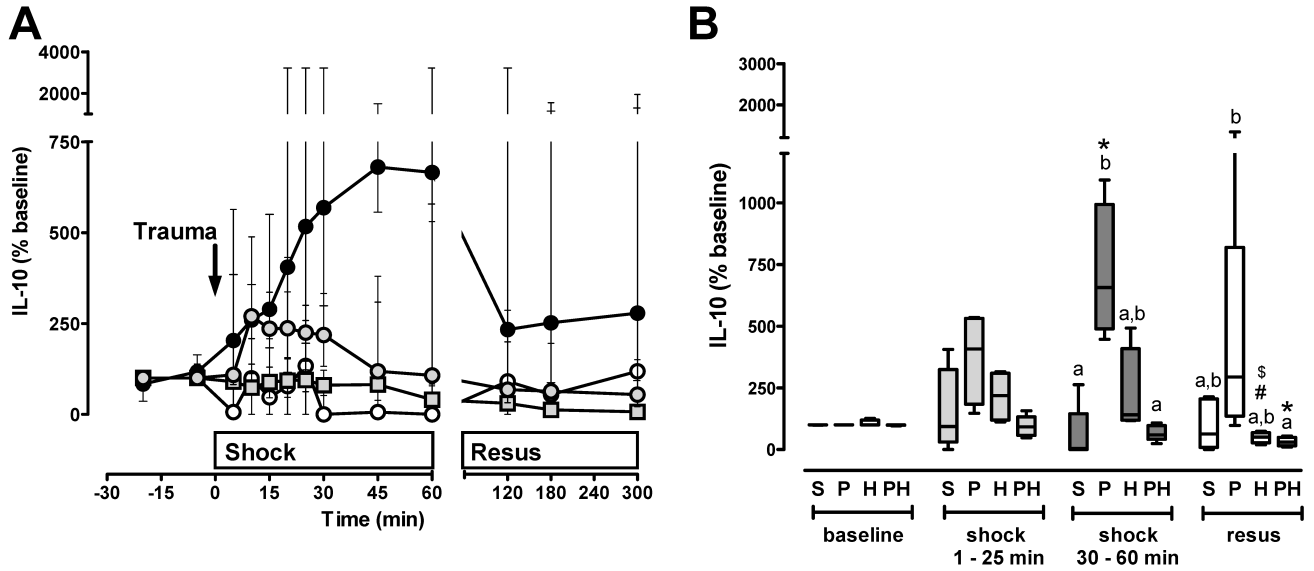 A
4000
2000
750
500
250
0
IL-10 (% baseline)
Trauma
Shock
Resus
-30 -15 0 15 30 45 60 120 180 240 300
Time (min)
B
3000
2000
1000
750
500
250
0
IL-10 (% baseline)
*
b
a
a,b
a
b
a,b
$
#
a,b
*
a
S P H PH S P H PH S P H PH S P H PH
baseline
shock
1 - 25 min
shock
30 - 60 min
resus